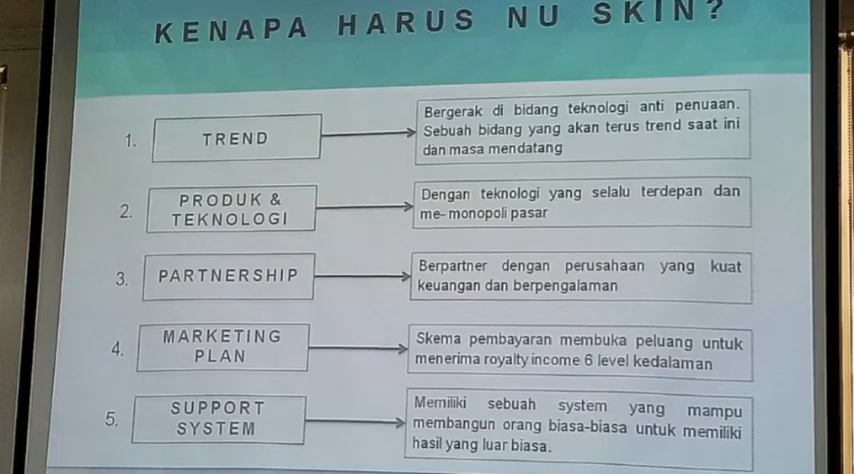 KENAPA HARUS NU SKIN?
1. TREND
Bergerak di bidang teknologi anti penuaan.
Sebuah bidang yang akan terus trend saat ini
dan masa mendatang
2. PRODUK &
TEKNOLOGI
Dengan teknologi yang selalu terdepan dan
me-monopoli pasar
3. PARTNERSHIP
Berpartner dengan perusahaan yang kuat
keuangan dan berpengalaman
4. MARKETING
PLAN
Skema pembayaran membuka peluang untuk
menerima royalty income 6 level kedalaman
5. SUPPORT
SYSTEM
Memiliki sebuah system yang mampu
membangun orang biasa-biasa untuk memiliki
hasil yang luar biasa.